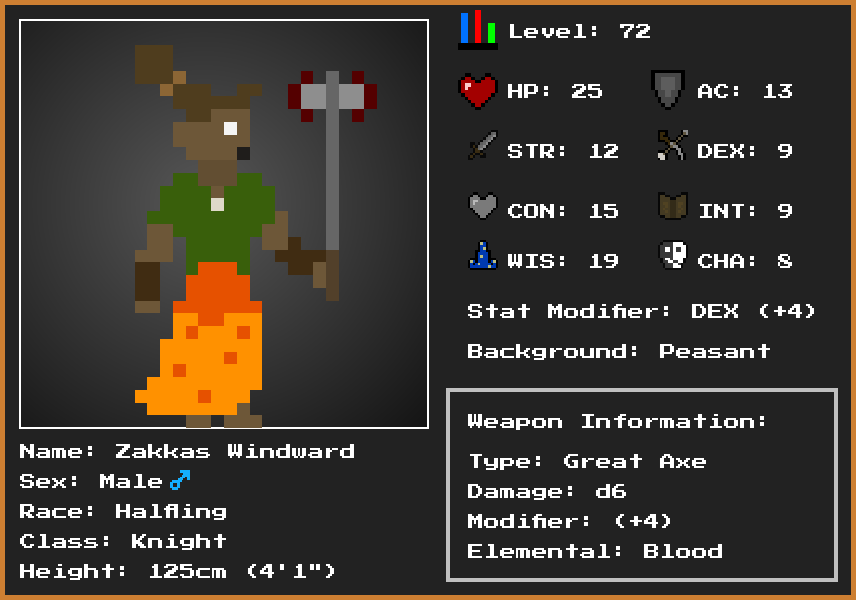 Level: 72
HP: 25 AC: 13
STR: 12 DEX: 9
CON: 15 INT: 9
WIS: 19 CHA: 8
Stat Modifier: DEX (+4)
Background: Peasant
Weapon Information:
Type: Great Axe
Damage: d6
Modifier: (+4)
Elemental: Blood
Name: Zakkas Windward
Sex: Male ♂
Race: Halfling
Class: Knight
Height: 125cm (4'1")